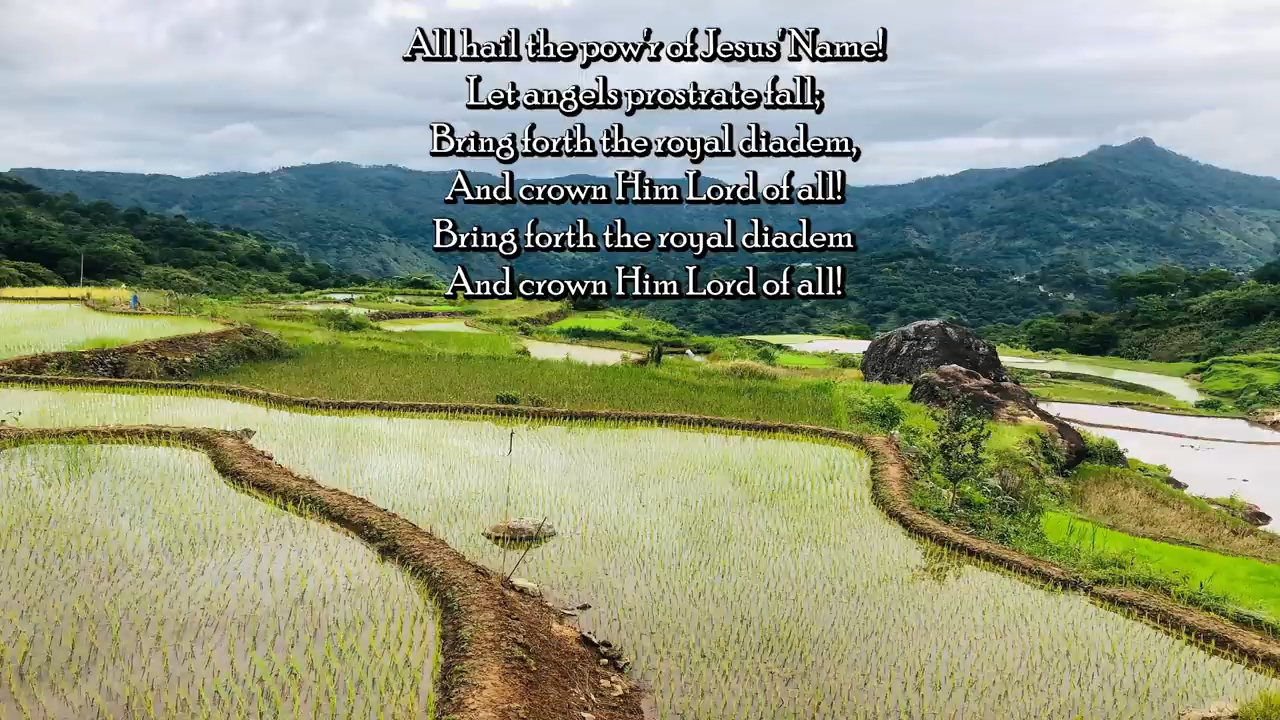 All hail the pow'r of Jesus' Name!
Let angels prostrate fall;
Bring forth the royal diadem,
And crown Him Lord of all!
Bring forth the royal diadem
And crown Him Lord of all!